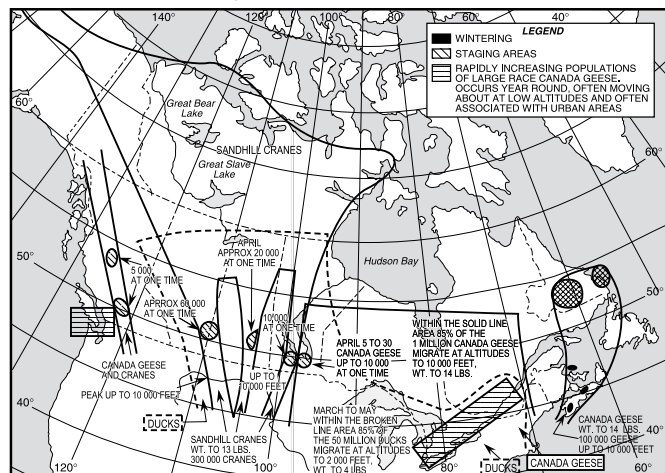 140°
120°
100°
80°
60°
40°
LEGEND
WINTERING
STAGING AREAS
RAPIDLY INCREASING POPULATIONS
OF LARGE RACE CANADA GEESE.
OCCURS YEAR ROUND, OFTEN MOVING
ABOUT AT LOW ALTITUDES AND OFTEN
ASSOCIATED WITH URBAN AREAS
60°
Great Bear
Lake
SANDHILL CRANES
Great Slave
Lake
60°
Hudson Bay
APRIL
APPROX 20 000
AT ONE TIME
50°
5 000
AT ONE TIME
APPROX 60 000
AT ONE TIME
10 000
AT ONE TIME
50°
APRIL 5 TO 30
CANADA GEESE
UP TO 10 000
AT ONE TIME
WITHIN THE SOLID LINE
AREA 85% OF THE
1 MILLION CANADA GEESE
MIGRATE AT ALTITUDES
TO 10 000 FEET,
WT. TO 14 LBS.
CANADA GEESE
AND CRANES
PEAK UP TO 10 000 FEET
UP TO
10 000 FEET
40°
DUCKS
SANDHILL CRANES
WT. TO 13 LBS.
300 000 CRANES
MARCH TO MAY
WITHIN THE BROKEN
LINE AREA 85% OF
THE 50 MILLION DUCKS
MIGRATE AT ALTITUDES
TO 2 000 FEET,
WT. TO 4 LBS
CANADA GEESE
WT. TO 14 LBS.
100 000 GEESE
UP TO 10 000 FEET
40°
DUCKS
CANADA GEESE
120°
100°
80°
60°